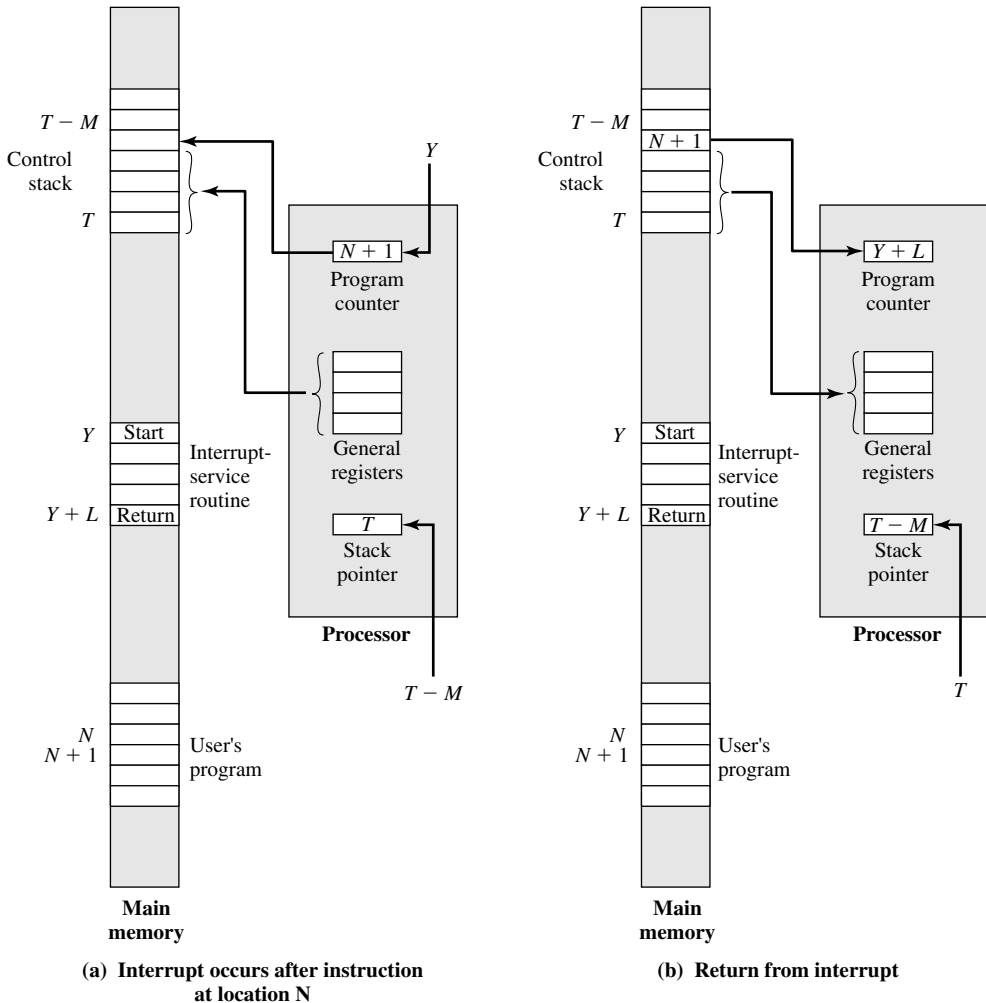 T − M
Control
stack
T
Y
N + 1
Program
counter
Y
Start
Interrupt-
service
routine
Y + L
Return
General
registers
T
Stack
pointer
Processor
T − M
N
N + 1
User's
program
Main
memory
(a) Interrupt occurs after instruction
at location N
T − M
N + 1
Control
stack
T
Y + L
Program
counter
Y
Start
Interrupt-
service
routine
Y + L
Return
General
registers
T − M
Stack
pointer
Processor
T
N
N + 1
User's
program
Main
memory
(b) Return from interrupt